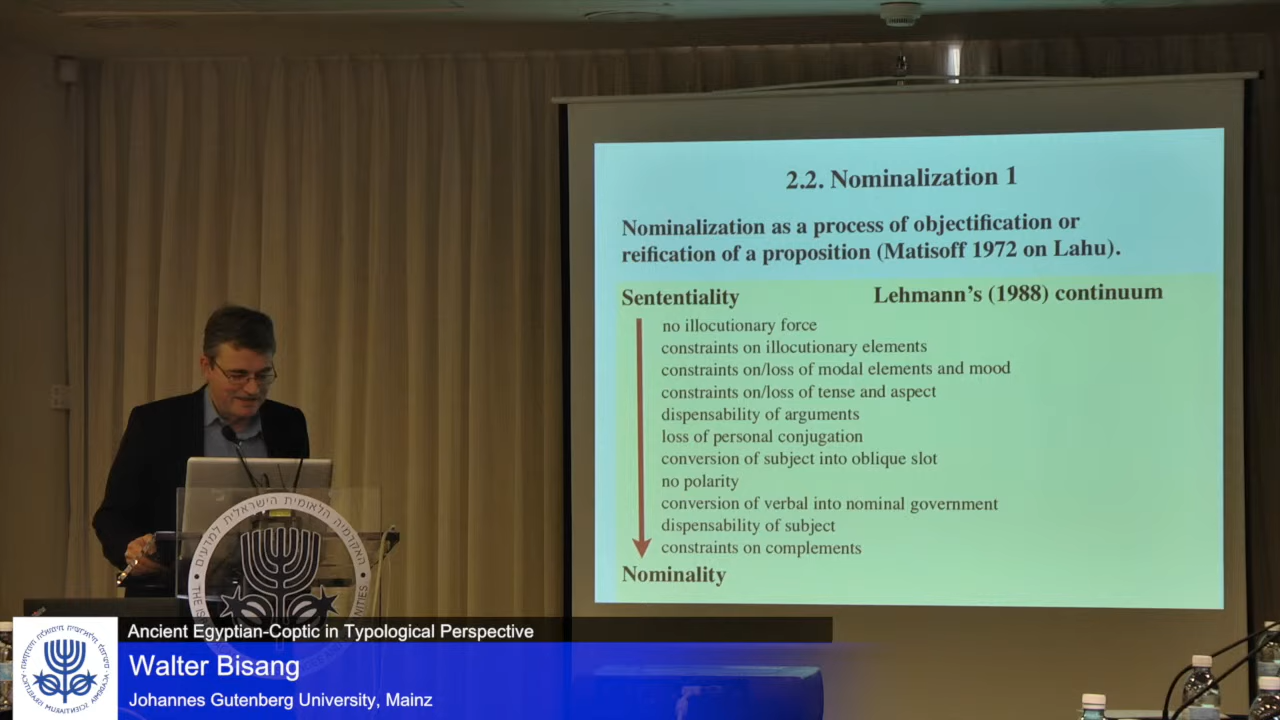 2.2. Nominalization 1
Nominalization as a process of objectification or
reification of a proposition (Matisoff 1972 on Lahu).
Sententiality
Lehmann's (1988) continuum
no illocutionary force
constraints on illocutionary elements
constraints on/loss of modal elements and mood
constraints on/loss of tense and aspect
dispensability of arguments
loss of personal conjugation
conversion of subject into oblique slot
no polarity
conversion of verbal into nominal government
dispensability of subject
constraints on complements
Nominality
האקדמיה הלאומית הישראלית למדעים
Ancient Egyptian-Coptic in Typological Perspective
Walter Bisang
Johannes Gutenberg University, Mainz